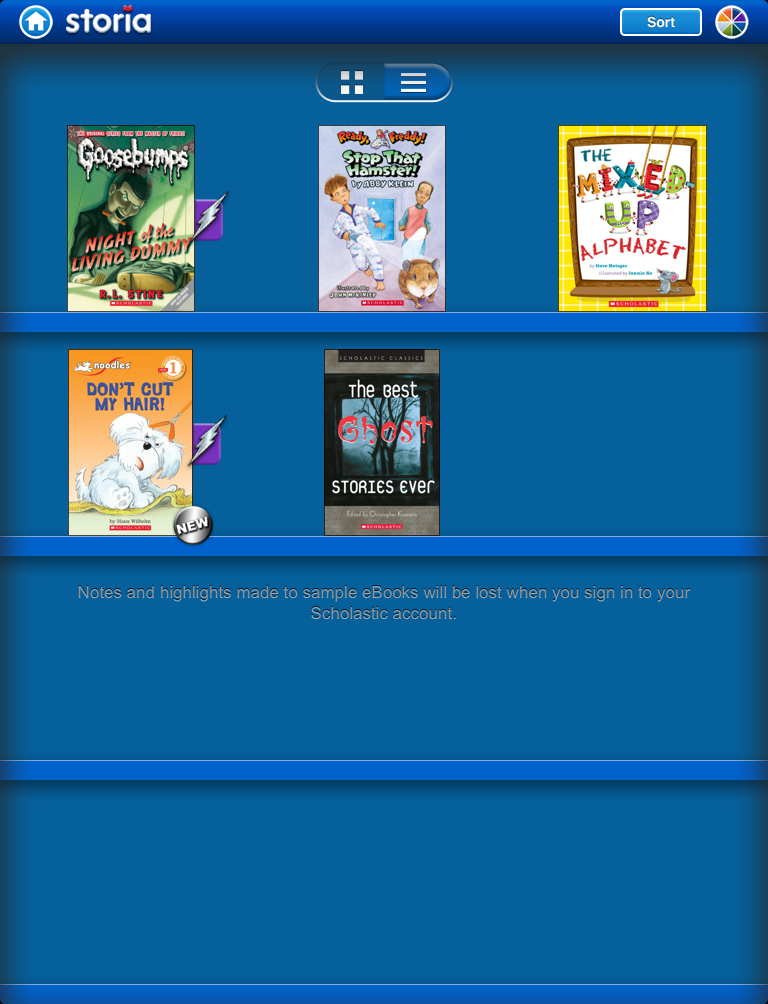 storia
Sort
THE ORIGINAL SERIES FROM THE MASTER OF FRIGHT
Goosebumps
NIGHT of the
LIVING DUMMY
R.L. STINE
SCHOLASTIC
Ready, Freddy!
Stop That
Hamster!
by ABBY KLEIN
illustrated by
JOHN MCKINLEY
SCHOLASTIC
THE
MIXED-
UP
ALPHABET
by Steve Metzger
illustrated by Jannie Ho
SCHOLASTIC
noodles
1
DON'T CUT
MY HAIR!
by Hans Wilhelm
SCHOLASTIC
NEW
SCHOLASTIC CLASSICS
The Best
Ghost
STORIES EVER
Edited by Christopher Krovatin
SCHOLASTIC
Notes and highlights made to sample eBooks will be lost when you sign in to your
Scholastic account.